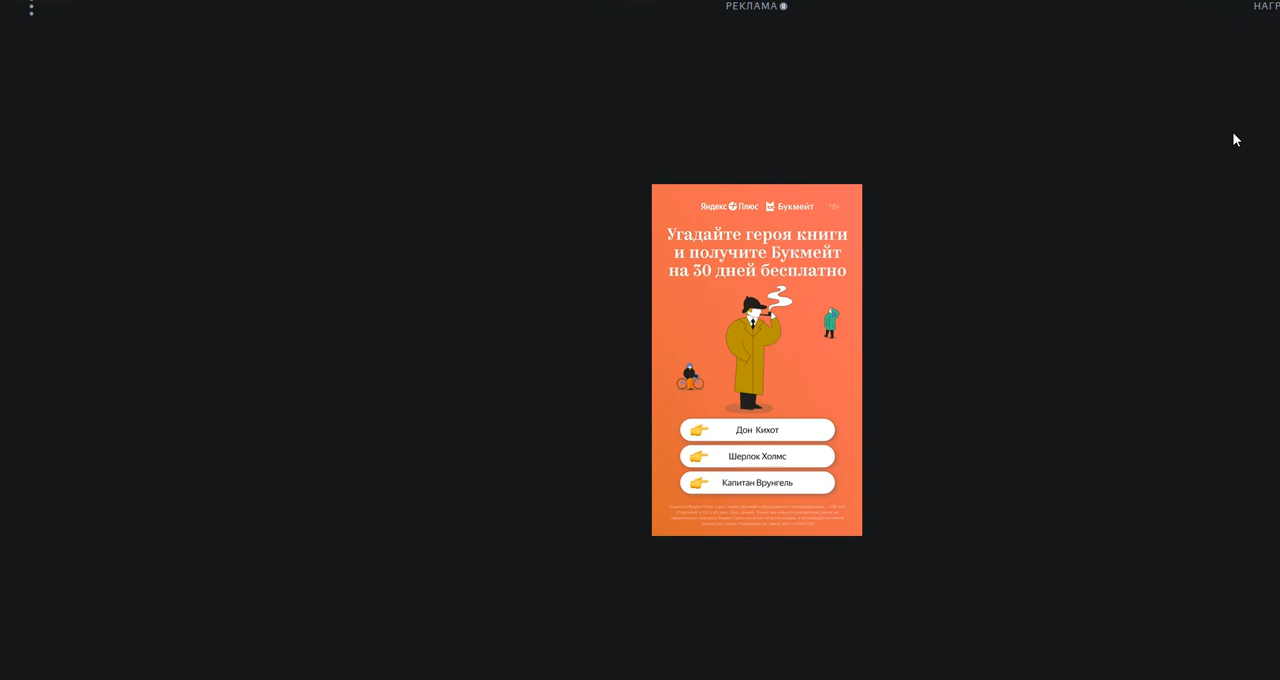 РЕКЛАМА
НАГР
Яндекс Плюс Букмейт 18+
Угадайте героя книги
и получите Букмейт
на 30 дней бесплатно
Дон Кихот
Шерлок Холмс
Капитан Врунгель